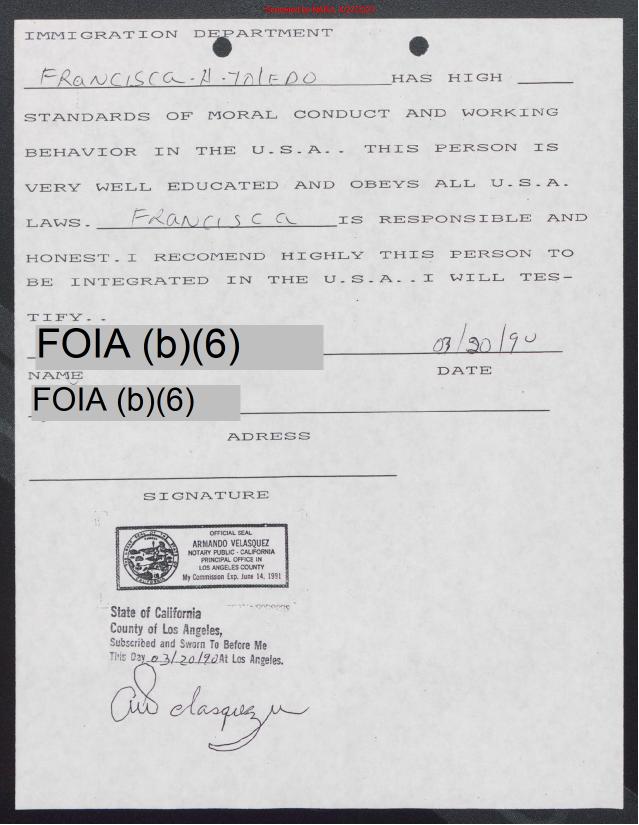 IMMIGRATION DEPARTMENT
FRANCISCA - A - TOLEDO HAS HIGH
STANDARDS OF MORAL CONDUCT AND WORKING
BEHAVIOR IN THE U.S.A.. THIS PERSON IS
VERY WELL EDUCATED AND OBEYS ALL U.S.A.
LAWS. FRANCISCA IS RESPONSIBLE AND
HONEST. I RECOMEND HIGHLY THIS PERSON TO
BE INTEGRATED IN THE U.S.A..I WILL TES-
TIFY..
FOIA (b)(6) 03/20/90
NAME DATE
FOIA (b)(6)
ADRESS
SIGNATURE
OFFICIAL SEAL
ARMANDO VELASQUEZ
NOTARY PUBLIC - CALIFORNIA
PRINCIPAL OFFICE IN
LOS ANGELES COUNTY
My Commission Exp. June 14, 1991
State of California
County of Los Angeles,
Subscribed and Sworn To Before Me
This Day 03/20/90 At Los Angeles.